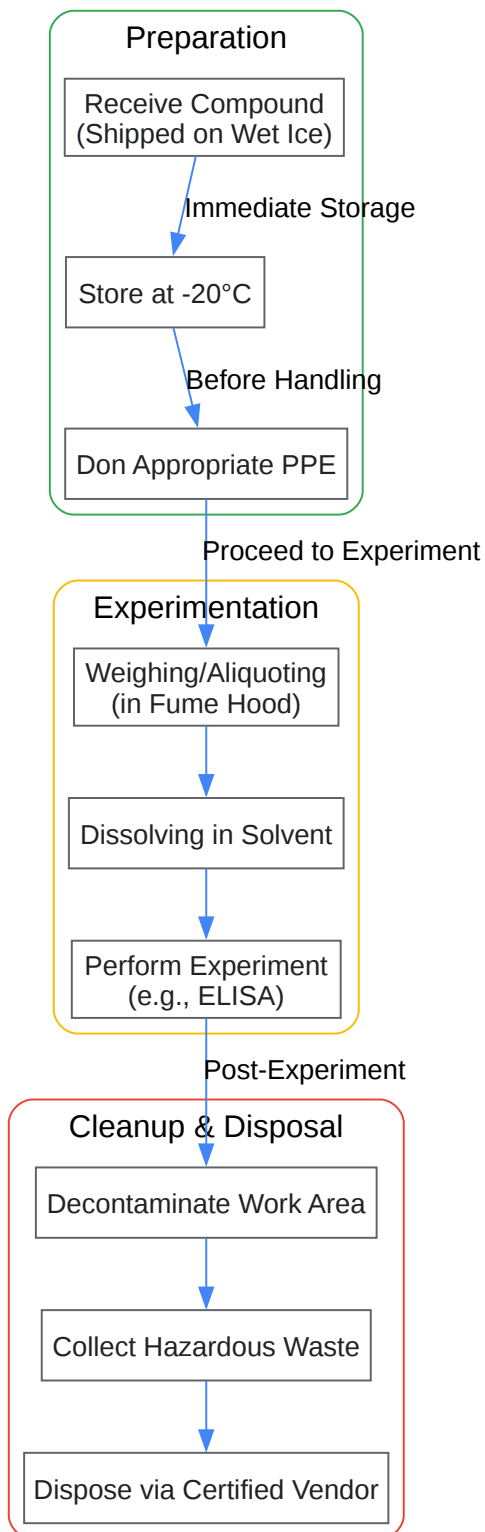 Preparation
Receive Compound
(Shipped on Wet Ice)
Immediate Storage
Store at -20°C
Before Handling
Don Appropriate PPE
Proceed to Experiment
Experimentation
Weighing/Aliquoting
(in Fume Hood)
Dissolving in Solvent
Perform Experiment
(e.g., ELISA)
Post-Experiment
Cleanup & Disposal
Decontaminate Work Area
Collect Hazardous Waste
Dispose via Certified Vendor